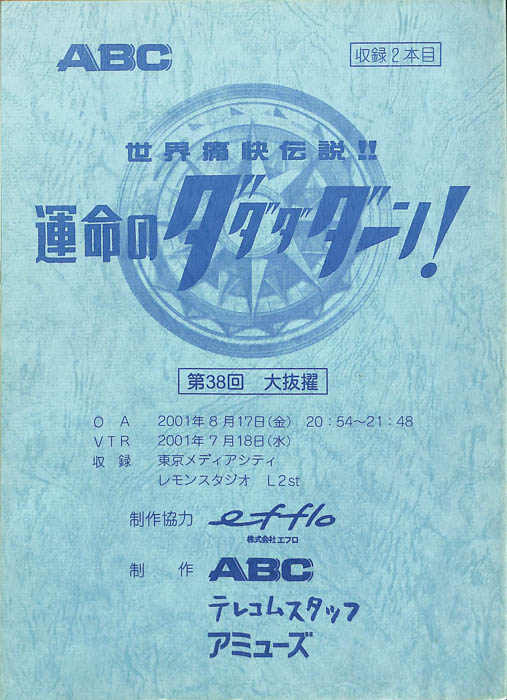 ABC
収録2本目
世界痛快伝説!!
運命のダダダダーン!
第38回 大抜擢
OA 2001年8月17日(金) 20:54〜21:48
VTR 2001年7月18日(水)
収録 東京メディアシティ
レモンスタジオ L2st
制作協力 efflo
株式会社エフロ
制作 ABC
テレコムスタッフ
アミューズ